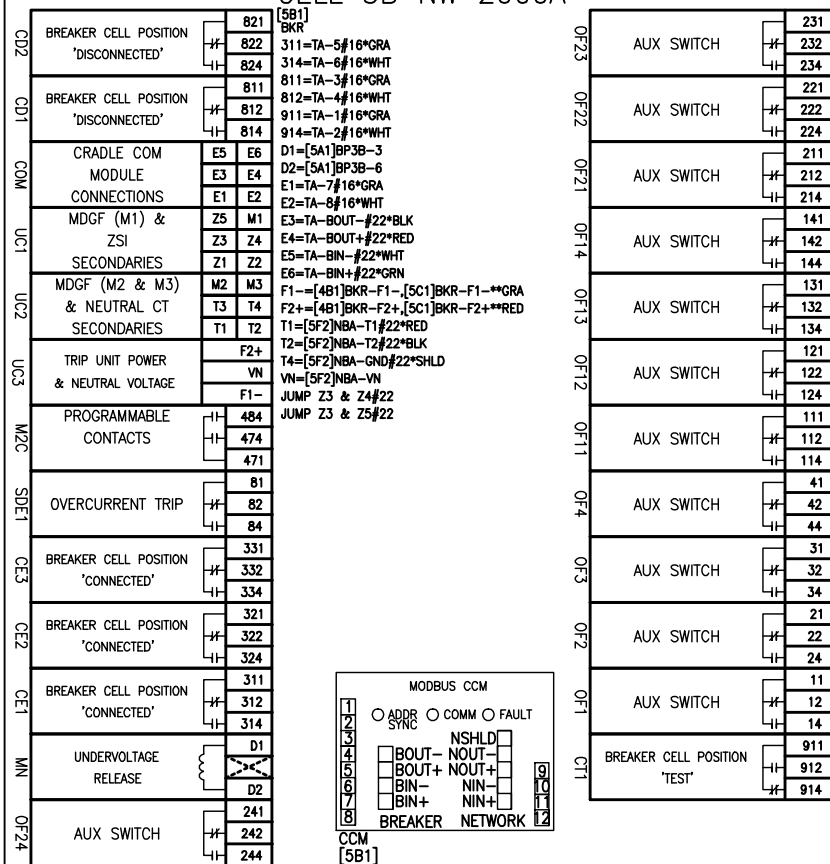 [5B1]
BKR
CD2
BREAKER CELL POSITION
'DISCONNECTED'
821
822
824
CD1
BREAKER CELL POSITION
'DISCONNECTED'
811
812
814
COM
CRADLE COM
MODULE
CONNECTIONS
E5 E6
E3 E4
E1 E2
UC1
MDGF (M1) &
ZSI
SECONDARIES
Z5 M1
Z3 Z4
Z1 Z2
UC2
MDGF (M2 & M3)
& NEUTRAL CT
SECONDARIES
M2 M3
T3 T4
T1 T2
UC3
TRIP UNIT POWER
& NEUTRAL VOLTAGE
F2+
VN
F1-
M2C
PROGRAMMABLE
CONTACTS
484
474
471
SDE1
OVERCURRENT TRIP
81
82
84
CE3
BREAKER CELL POSITION
'CONNECTED'
331
332
334
CE2
BREAKER CELL POSITION
'CONNECTED'
321
322
324
CE1
BREAKER CELL POSITION
'CONNECTED'
311
312
314
MN
UNDERVOLTAGE
RELEASE
D1
D2
OF24
AUX SWITCH
241
242
244
311=TA-5#16*GRA
314=TA-6#16*WHT
811=TA-3#16*GRA
812=TA-4#16*WHT
911=TA-1#16*GRA
914=TA-2#16*WHT
D1=[5A1]BP3B-3
D2=[5A1]BP3B-6
E1=TA-7#16*GRA
E2=TA-8#16*WHT
E3=TA-BOUT-#22*BLK
E4=TA-BOUT+#22*RED
E5=TA-BIN-#22*WHT
E6=TA-BIN+#22*GRN
F1-=[4B1]BKR-F1-,[5C1]BKR-F1-**GRA
F2+=[4B1]BKR-F2+,[5C1]BKR-F2+**RED
T1=[5F2]NBA-T1#22*RED
T2=[5F2]NBA-T2#22*BLK
T4=[5F2]NBA-GND#22*SHLD
VN=[5F2]NBA-VN
JUMP Z3 & Z4#22
JUMP Z3 & Z5#22
MODBUS CCM
ADDR SYNC COMM FAULT
1
2
3
4
5
6
7
8
NSHLD
BOUT- NOUT-
BOUT+ NOUT+
BIN- NIN-
BIN+ NIN+
BREAKER NETWORK
9
10
11
12
CCM
[5B1]
OF23
AUX SWITCH
231
232
234
OF22
AUX SWITCH
221
222
224
OF21
AUX SWITCH
211
212
214
OF14
AUX SWITCH
141
142
144
OF13
AUX SWITCH
131
132
134
OF12
AUX SWITCH
121
122
124
OF11
AUX SWITCH
111
112
114
OF4
AUX SWITCH
41
42
44
OF3
AUX SWITCH
31
32
34
OF2
AUX SWITCH
21
22
24
OF1
AUX SWITCH
11
12
14
CT1
BREAKER CELL POSITION
'TEST'
911
912
914